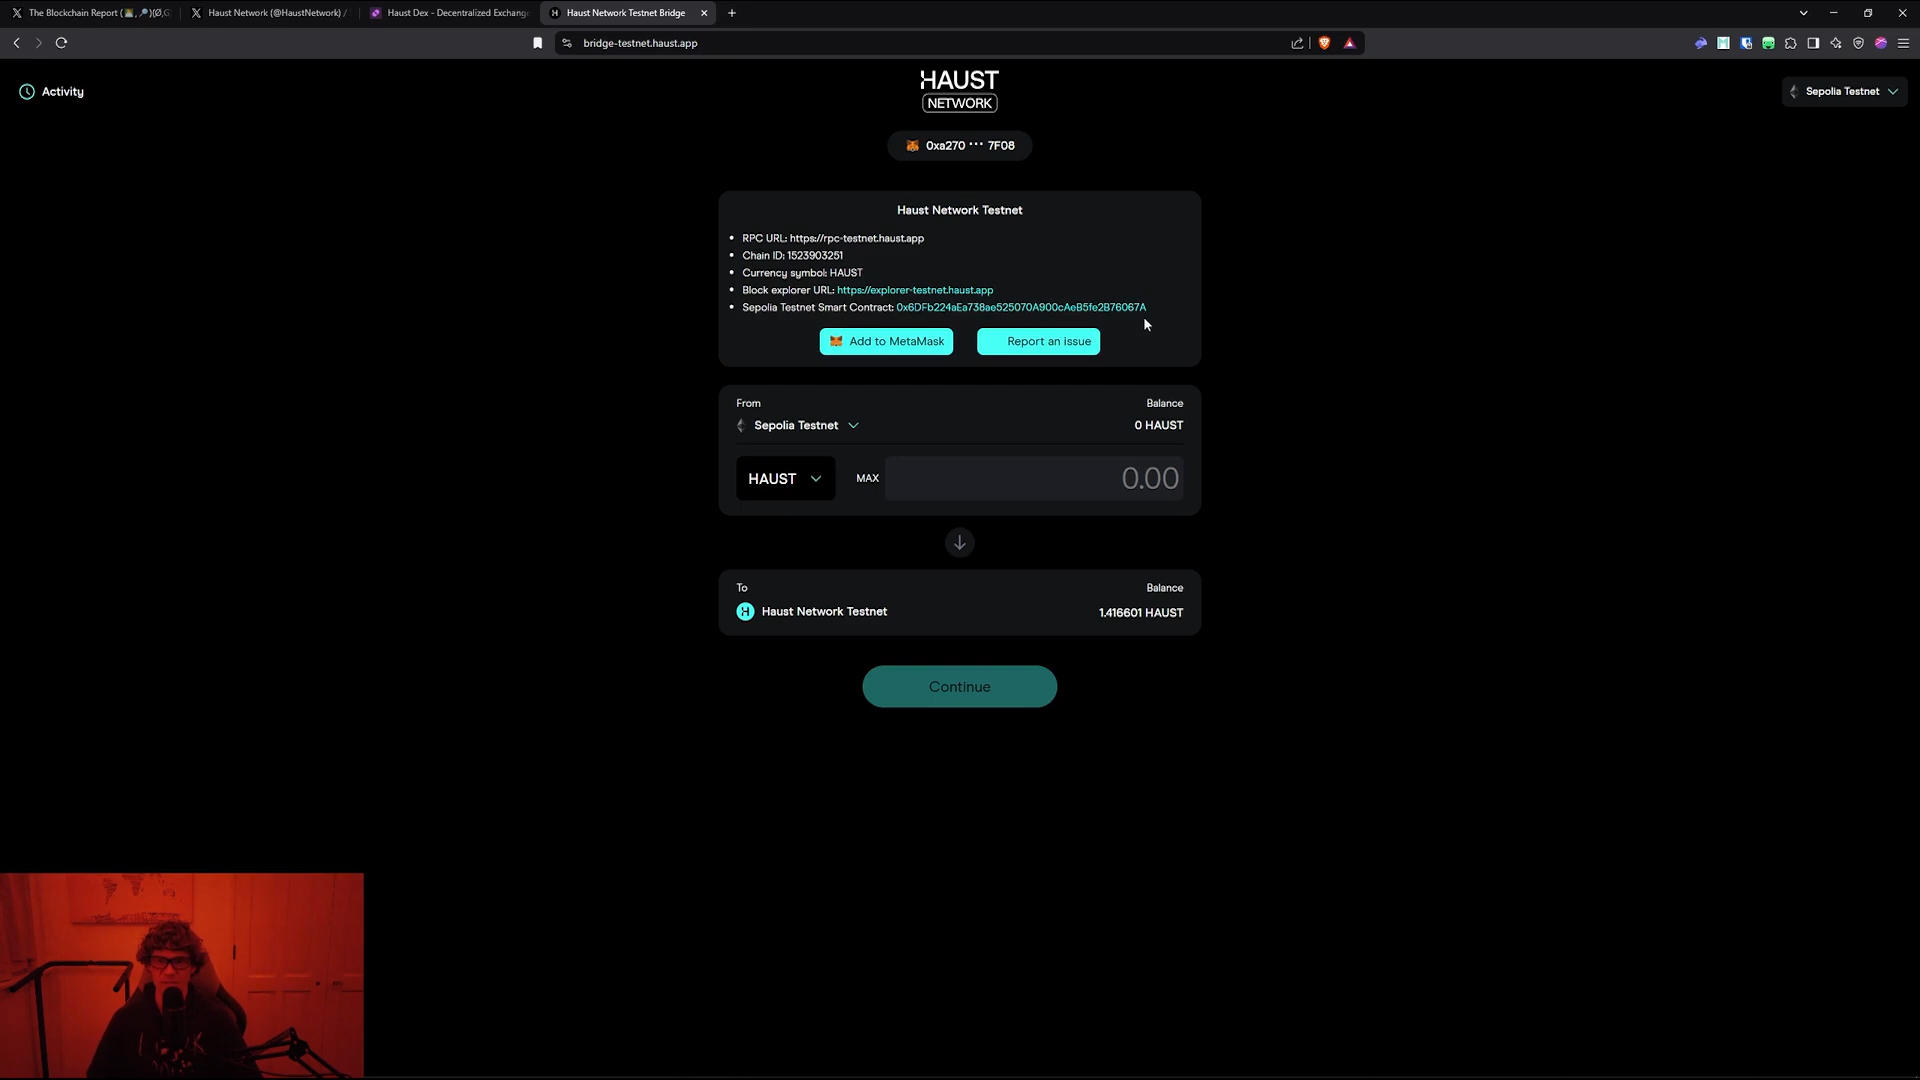 The Blockchain Report
Haust Network (@HaustNetwork) /
Haust Dex - Decentralized Exchang
Haust Network Testnet Bridge
bridge-testnet.haust.app
Activity
HAUST
NETWORK
Sepolia Testnet
0xa270 ··· 7F08
Haust Network Testnet
• RPC URL: https://rpc-testnet.haust.app
• Chain ID: 1523903251
• Currency symbol: HAUST
• Block explorer URL: https://explorer-testnet.haust.app
• Sepolia Testnet Smart Contract: 0x6DFb224aEa738ae525070A900cAeB5fe2B76067A
Add to MetaMask
Report an issue
From
Balance
Sepolia Testnet
0 HAUST
HAUST
MAX
0.00
To
Balance
Haust Network Testnet
1.416601 HAUST
Continue